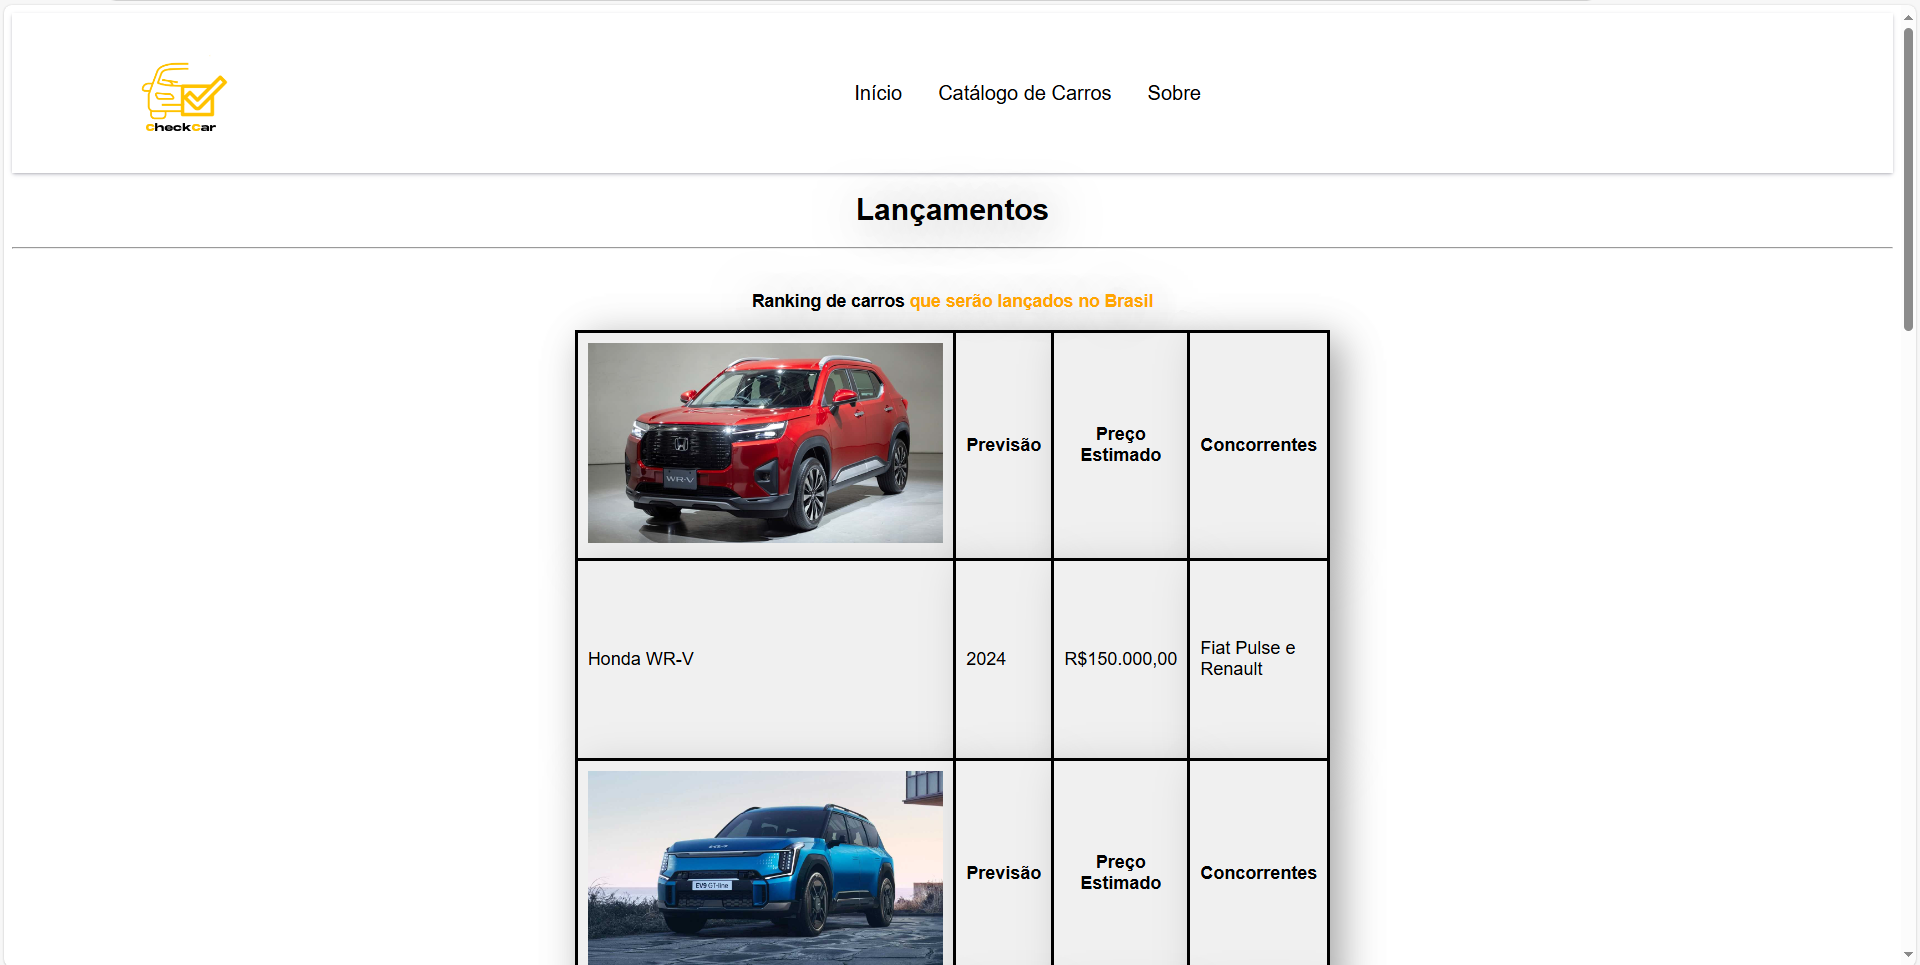 CheckCar
Início Catálogo de Carros Sobre
Lançamentos
Ranking de carros que serão lançados no Brasil
WR-V
Previsão
Preço
Estimado
Concorrentes
Honda WR-V
2024
R$150.000,00
Fiat Pulse e
Renault
EV9 GT-line
Previsão
Preço
Estimado
Concorrentes